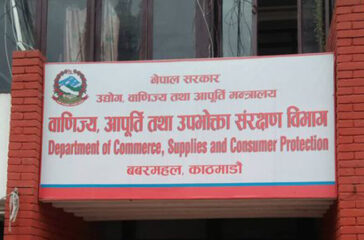 नेपाल सरकार
उद्योग, वाणिज्य तथा आपूर्ति मन्त्रालय
वाणिज्य, आपूर्ति तथा उपभोक्ता संरक्षण विभाग
Department of Commerce, Supplies and Consumer Protection
बबरमहल, काठमाडौं